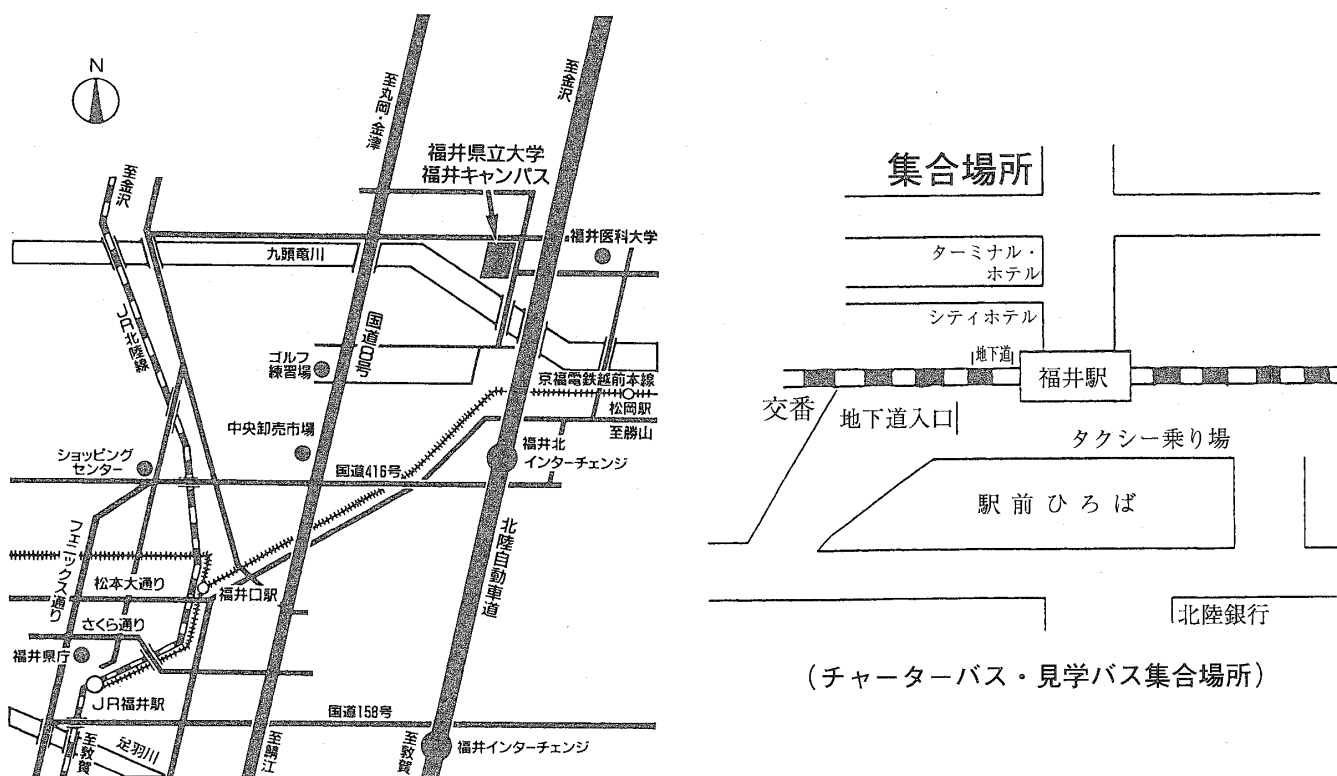 N
至金沢
至丸岡・金津
至金沢
福井県立大学
福井キャンパス
福井医科大学
九頭竜川
JR北陸線
国道8号
ゴルフ
練習場
京福電鉄越前本線
松岡駅
至勝山
中央卸売市場
福井北
インターチェンジ
ショッピング
センター
国道416号
フェニックス通り
北陸自動車道
松本大通り
福井口駅
さくら通り
福井県庁
JR福井駅
国道158号
足羽川
至敦賀
至鯖江
至敦賀
福井インターチェンジ
集合場所
ターミナル・
ホテル
シティホテル
地下道
福井駅
交番
地下道入口
タクシー乗り場
駅前ひろば
北陸銀行
(チャーターバス・見学バス集合場所)